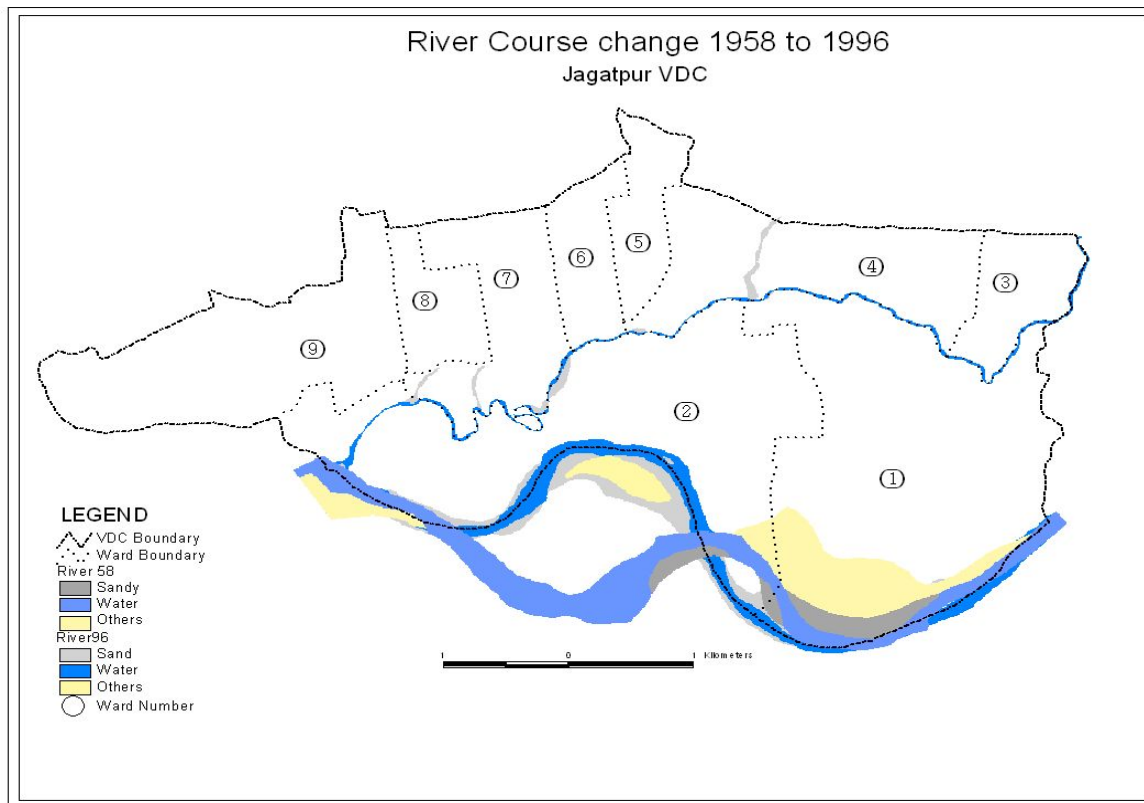 River Course change 1958 to 1996
Jagatpur VDC
5
6
4
7
3
8
9
2
1
LEGEND
VDC Boundary
Ward Boundary
River 58
Sandy
Water
Others
River96
Sand
Water
Others
Ward Number
1 0 1 Kilometers